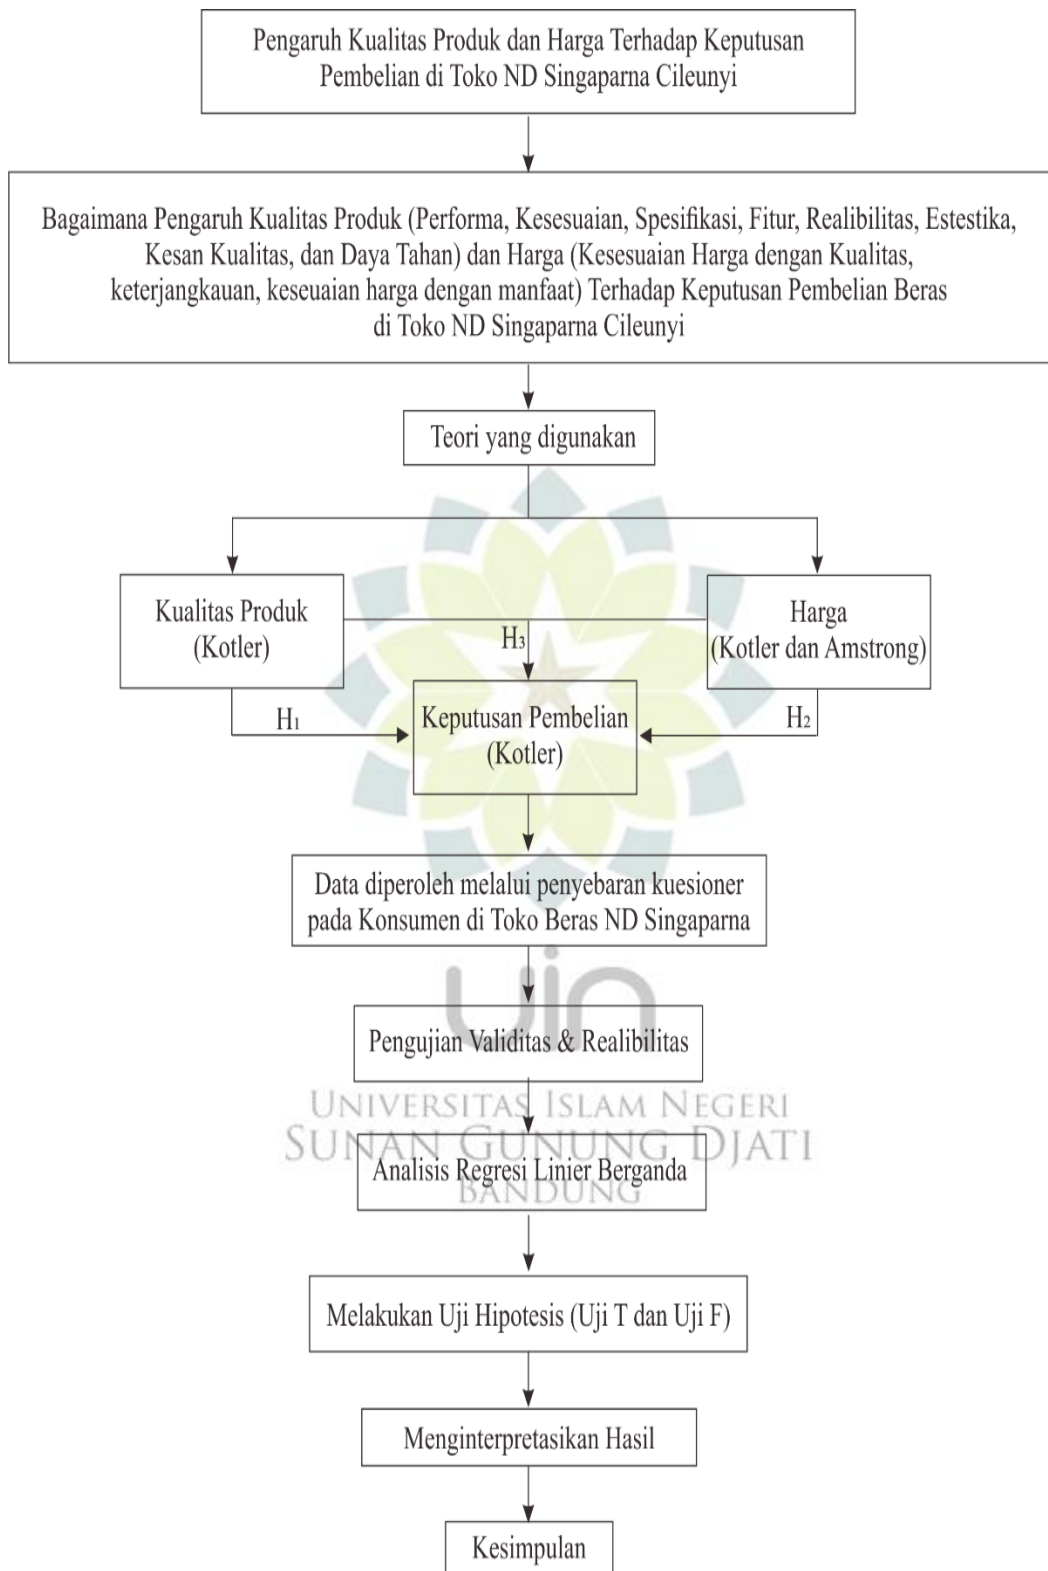 Pengaruh Kualitas Produk dan Harga Terhadap Keputusan
Pembelian di Toko ND Singaparna Cileunyi
Bagaimana Pengaruh Kualitas Produk (Performa, Kesesuaian, Spesifikasi, Fitur, Realibilitas, Estestika,
Kesan Kualitas, dan Daya Tahan) dan Harga (Kesesuaian Harga dengan Kualitas,
keterjangkauan, keseuaian harga dengan manfaat) Terhadap Keputusan Pembelian Beras
di Toko ND Singaparna Cileunyi
Teori yang digunakan
Kualitas Produk
(Kotler)
Harga
(Kotler dan Amstrong)
H₃
H₁
Keputusan Pembelian
(Kotler)
H₂
Data diperoleh melalui penyebaran kuesioner
pada Konsumen di Toko Beras ND Singaparna
uin
Pengujian Validitas & Realibilitas
UNIVERSITAS ISLAM NEGERI
SUNAN GUNUNG DJATI
Analisis Regresi Linier Berganda
BANDUNG
Melakukan Uji Hipotesis (Uji T dan Uji F)
Menginterpretasikan Hasil
Kesimpulan